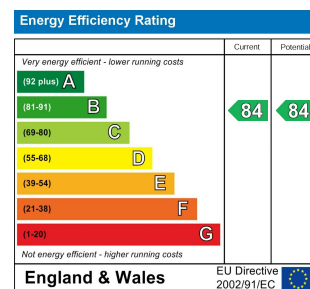 Energy Efficiency Rating
Current Potential
Very energy efficient - lower running costs
(92 plus) A
(81-91) B 84 84
(69-80) C
(55-68) D
(39-54) E
(21-38) F
(1-20) G
Not energy efficient - higher running costs
England & Wales
EU Directive
2002/91/EC